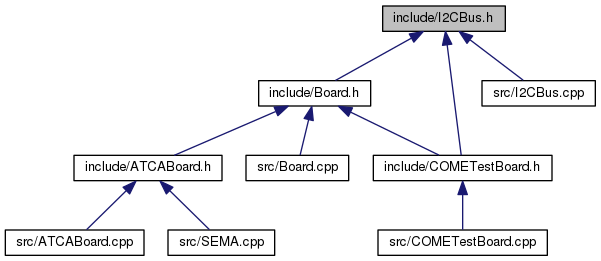 include/I2CBus.h
include/Board.h
src/I2CBus.cpp
include/ATCABoard.h
src/Board.cpp
include/COMETestBoard.h
src/ATCABoard.cpp
src/SEMA.cpp
src/COMETestBoard.cpp